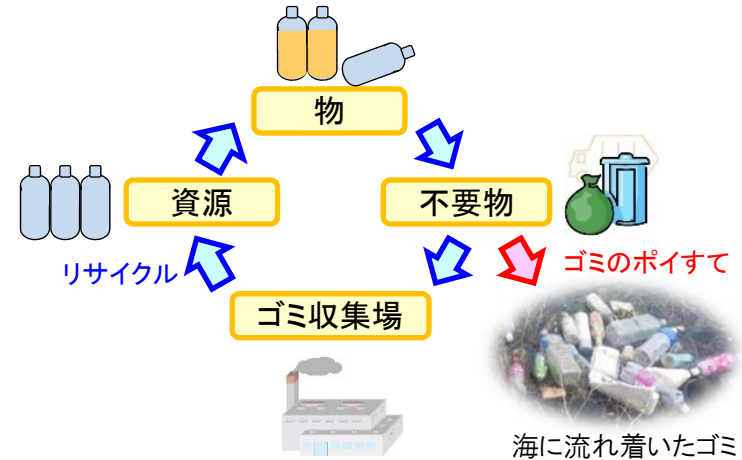 物
資源
不要物
リサイクル
ゴミのポイすて
ゴミ収集場
海に流れ着いたゴミ